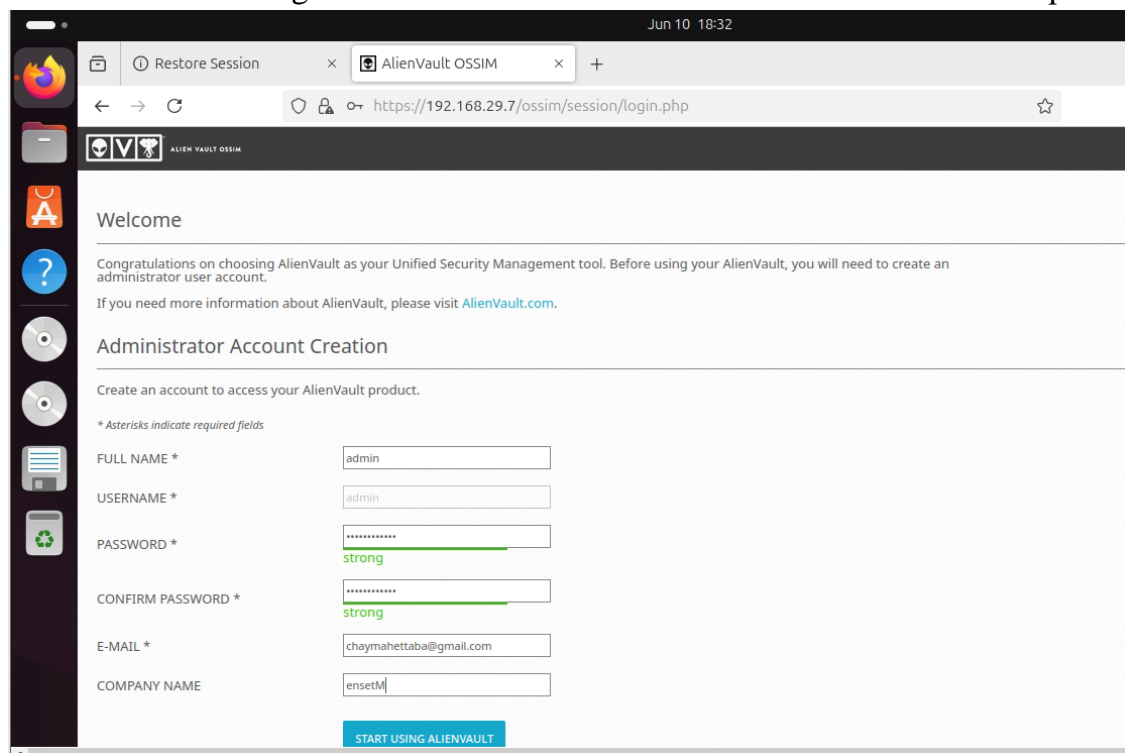 Jun 10 18:32
Restore Session
AlienVault OSSIM
https://192.168.29.7/ossim/session/login.php
ALIEN VAULT OSSIM
Welcome
Congratulations on choosing AlienVault as your Unified Security Management tool. Before using your AlienVault, you will need to create an
administrator user account.
If you need more information about AlienVault, please visit AlienVault.com.
Administrator Account Creation
Create an account to access your AlienVault product.
* Asterisks indicate required fields
FULL NAME * admin
USERNAME * admin
PASSWORD * ••••••••••••
strong
CONFIRM PASSWORD * ••••••••••••
strong
E-MAIL * chaymahettaba@gmail.com
COMPANY NAME ensetM
START USING ALIENVAULT